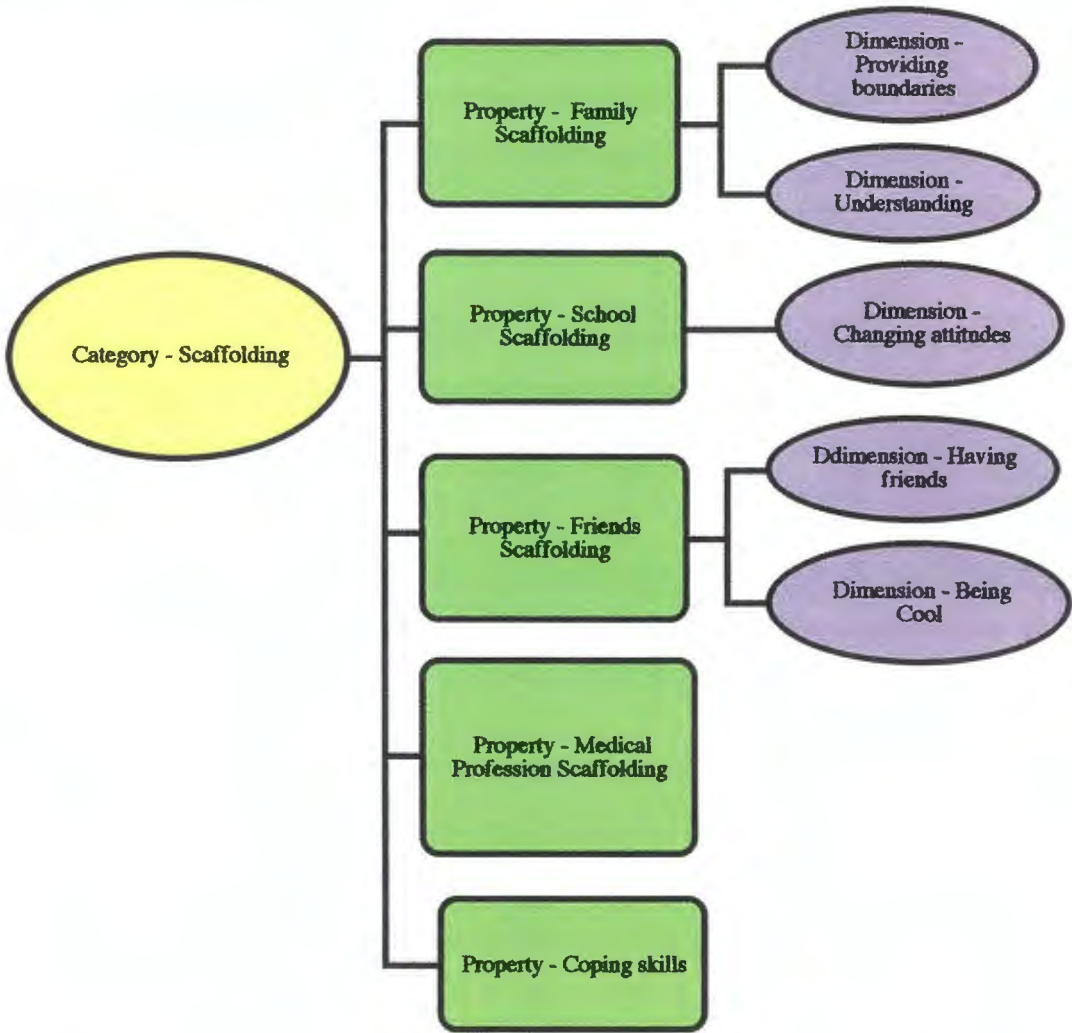 Dimension -
Providing
boundaries
Property - Family
Scaffolding
Dimension -
Understanding
Property - School
Scaffolding
Dimension -
Changing attitudes
Category - Scaffolding
Ddimension - Having
friends
Property - Friends
Scaffolding
Dimension - Being
Cool
Property - Medical
Profession Scaffolding
Property - Coping skills